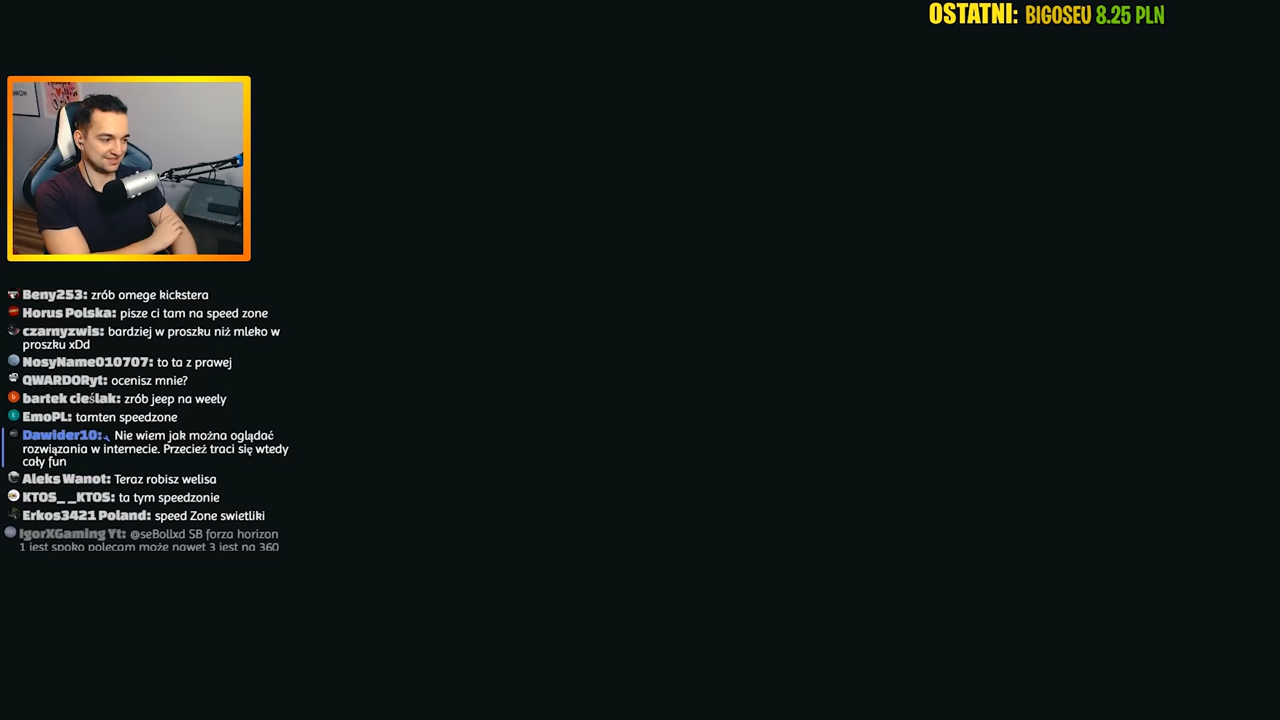 OSTATNI: BIGOSEU 8.25 PLN
Beny253: zrób omege kickstera
Horus Polska: pisze ci tam na speed zone
czarnyzwis: bardziej w proszku niż mleko w
proszku xDd
NosyName010707: to ta z prawej
QWARDORyt: ocenisz mnie?
bartek cieślak: zrób jeep na weely
EmoPL: tamten speedzone
Dawider10: Nie wiem jak można oglądać
rozwiązania w internecie. Przecież traci się wtedy
cały fun
Aleks Wanot: Teraz robisz welisa
KTOS_ _KTOS: ta tym speedzonie
Erkos3421 Poland: speed Zone swietliki
IgorXGaming Yt: @seBollxd SB forza horizon
1 jest spoko polecam może nawet 3 jest na 360